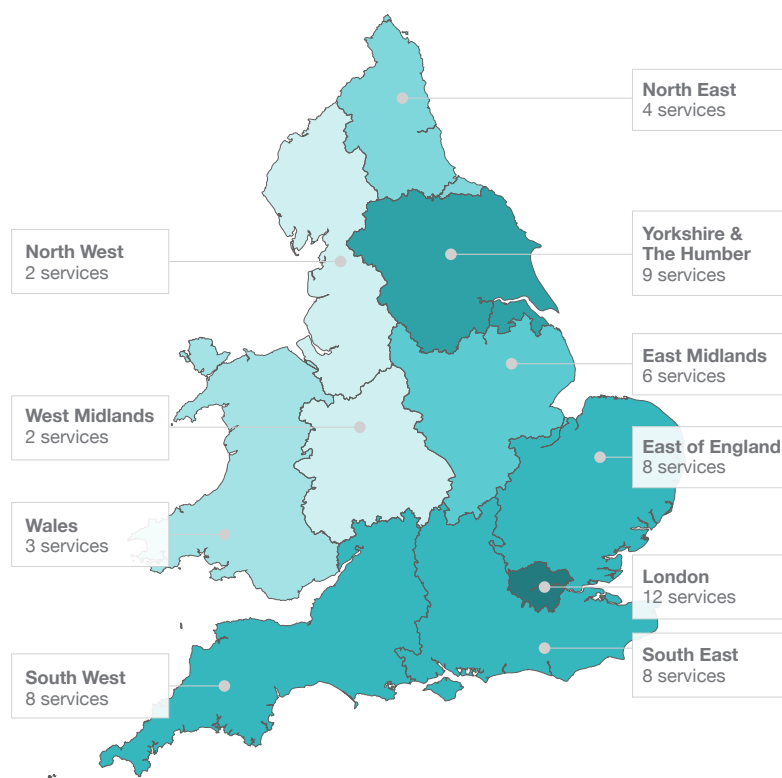 North East
4 services
Yorkshire &
The Humber
9 services
North West
2 services
East Midlands
6 services
West Midlands
2 services
East of England
8 services
Wales
3 services
London
12 services
South East
8 services
South West
8 services